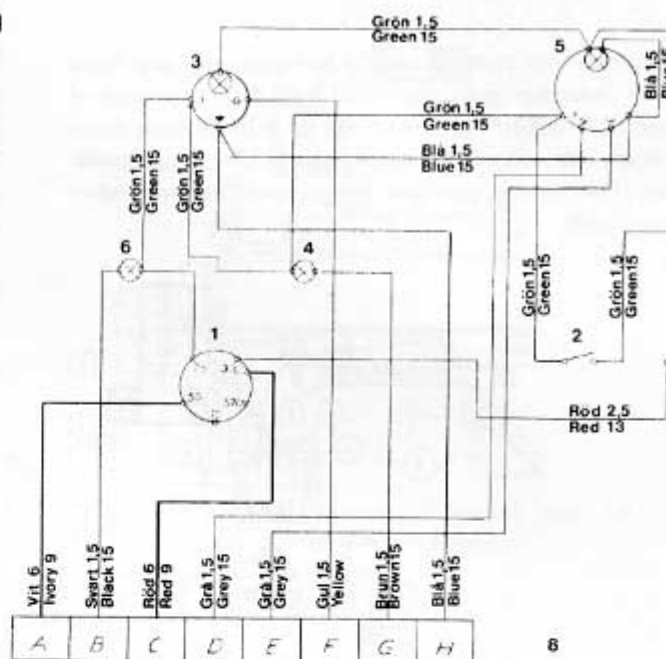 Grön 1,5
Green 15
5
3
Blå 1,5
Blue 15
Grön 1,5
Green 15
Blå 1,5
Blue 15
Grön 1,5
Green 15
Grön 1,5
Green 15
6
4
Grön 1,5
Green 15
Grön 1,5
Green 15
1
2
50
Röd 2,5
Red 13
Vit 6
Ivory 9
Svart 1,5
Black 15
Röd 6
Red 9
Grå 1,5
Grey 15
Grå 1,5
Grey 15
Gul 1,5
Yellow
Brun 1,5
Brown 15
Blå 1,5
Blue 15
A B C D E F G H
8